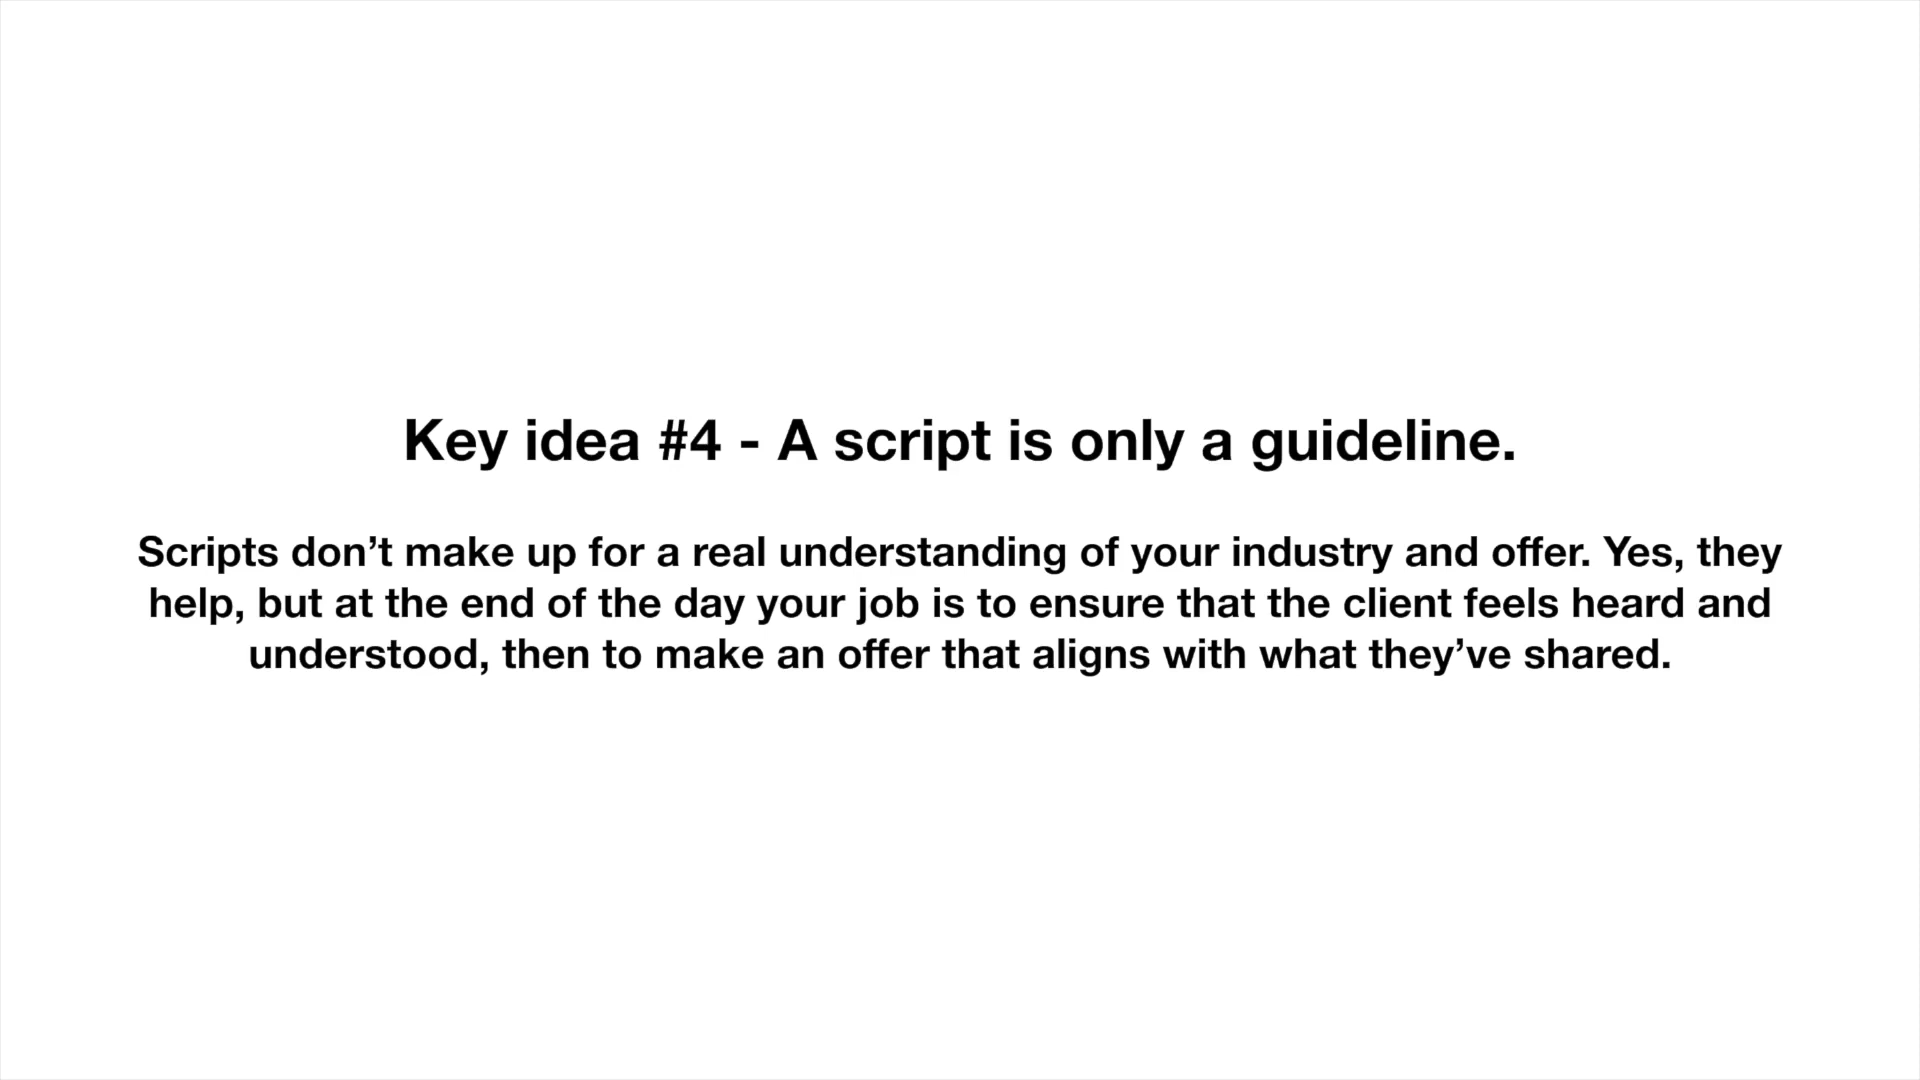 Key idea #4 - A script is only a guideline.
Scripts don’t make up for a real understanding of your industry and offer. Yes, they
help, but at the end of the day your job is to ensure that the client feels heard and
understood, then to make an offer that aligns with what they’ve shared.